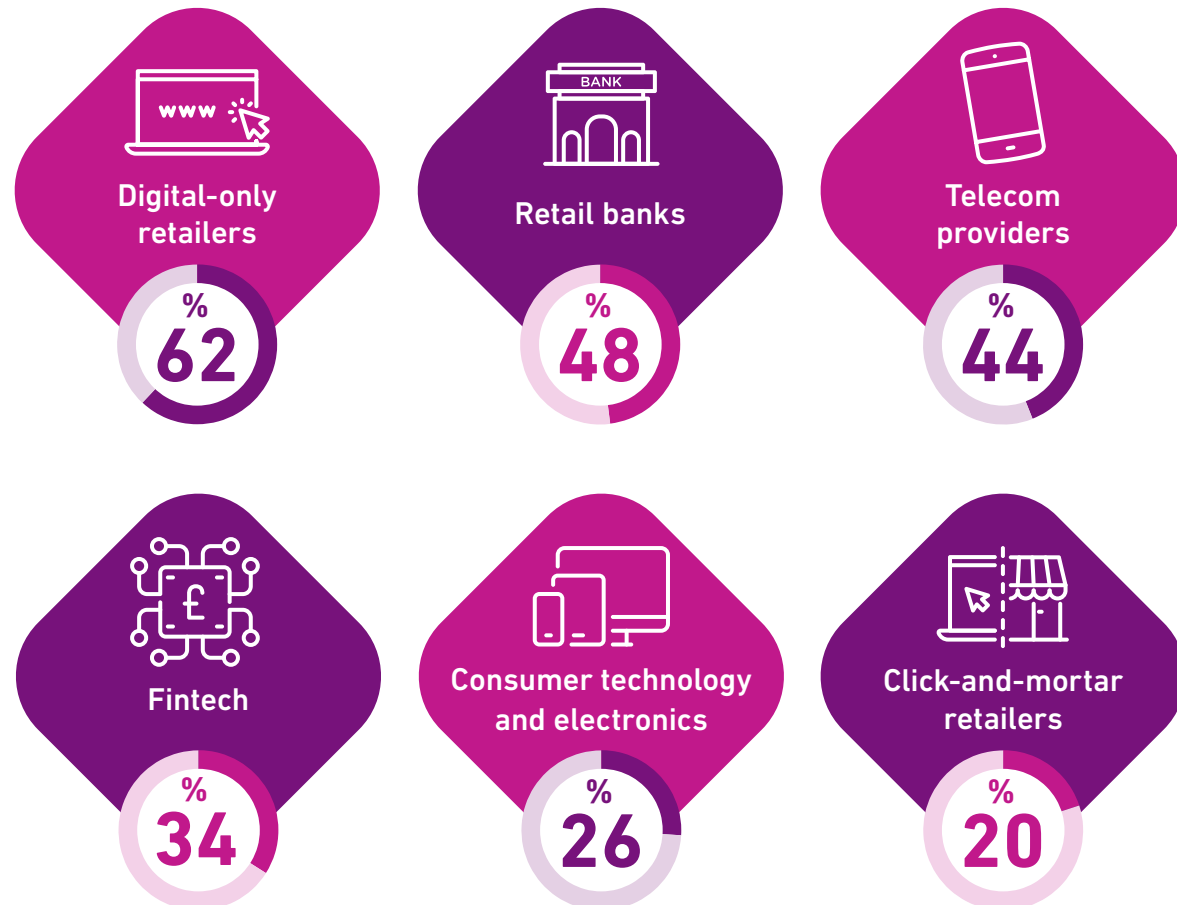 www
Digital-only
retailers
%
62
BANK
Retail banks
%
48
Telecom
providers
%
44
£
Fintech
%
34
Consumer technology
and electronics
%
26
Click-and-mortar
retailers
%
20